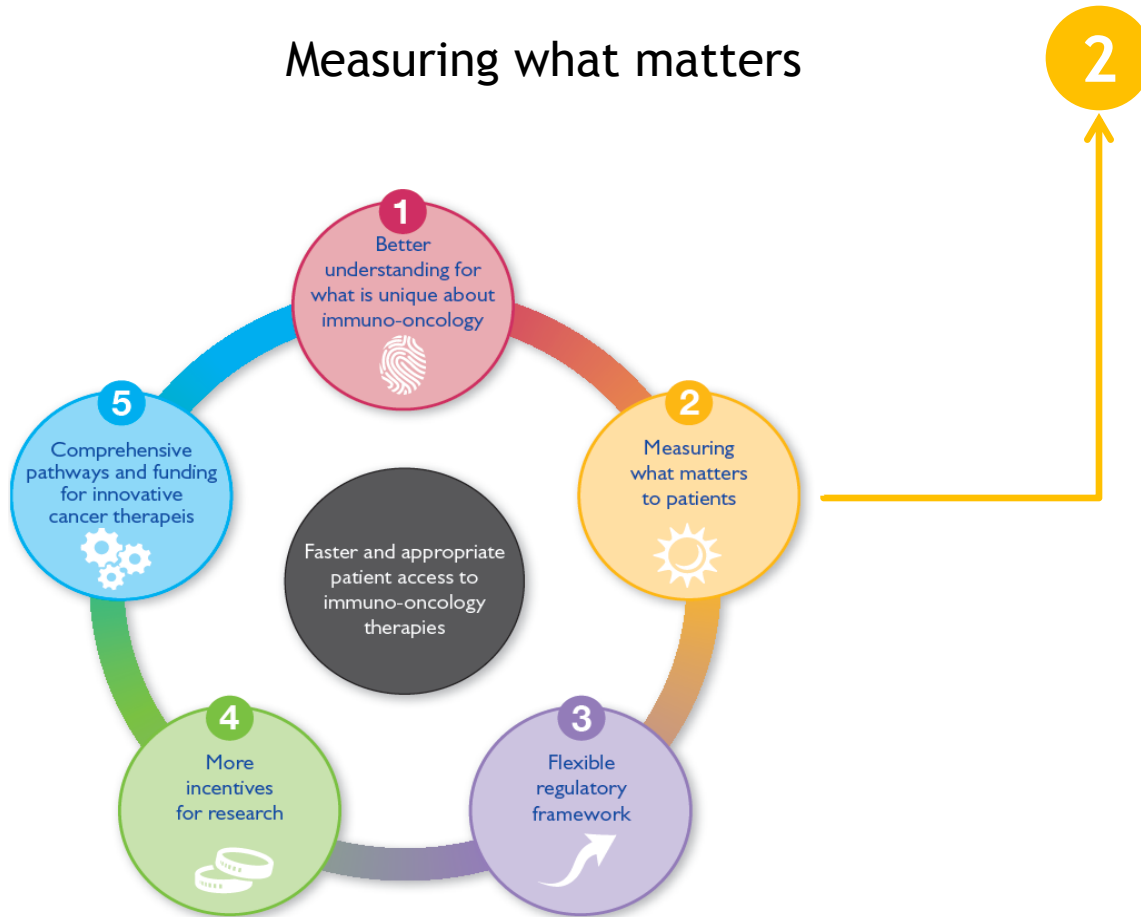 Measuring what matters
2
1
Better
understanding for
what is unique about
immuno-oncology
2
Measuring
what matters
to patients
3
Flexible
regulatory
framework
4
More
incentives
for research
5
Comprehensive
pathways and funding
for innovative
cancer therapeis
Faster and appropriate
patient access to
immuno-oncology
therapies